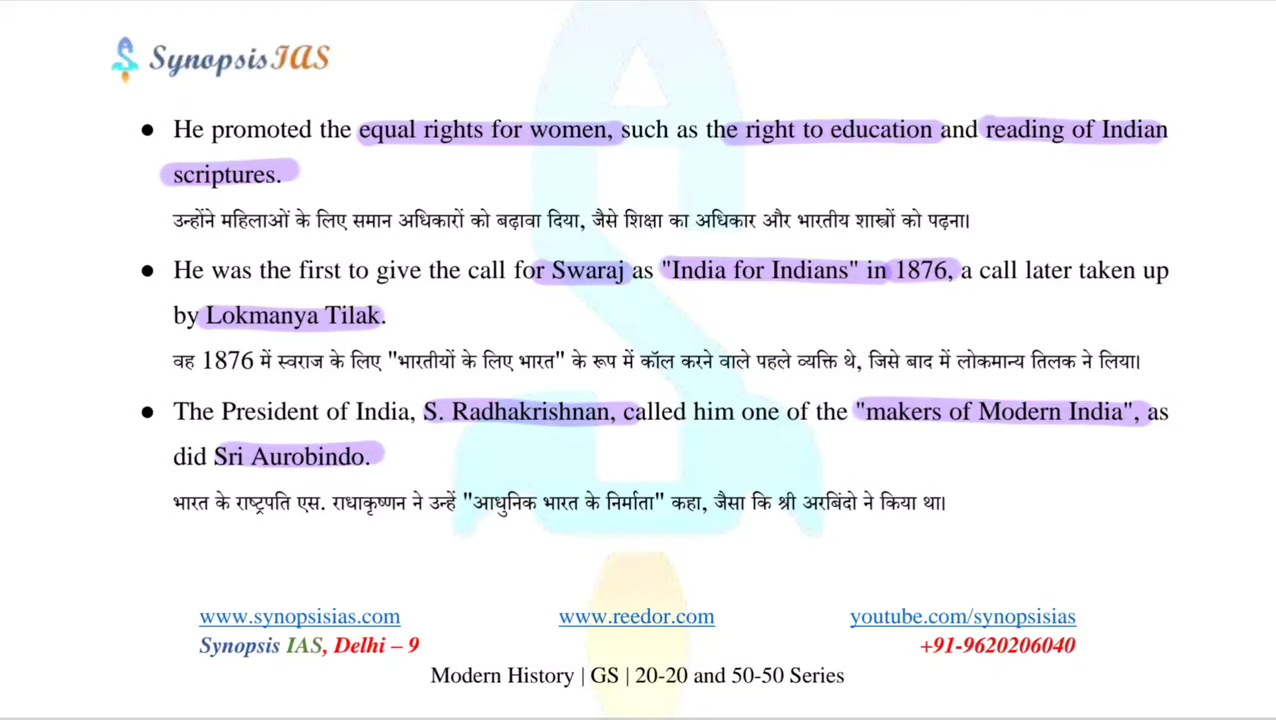 Synopsis IAS
● He promoted the equal rights for women, such as the right to education and reading of Indian
scriptures.
उन्होंने महिलाओं के लिए समान अधिकारों को बढ़ावा दिया, जैसे शिक्षा का अधिकार और भारतीय शास्त्रों को पढ़ना।
● He was the first to give the call for Swaraj as "India for Indians" in 1876, a call later taken up
by Lokmanya Tilak.
वह 1876 में स्वराज के लिए "भारतीयों के लिए भारत" के रूप में कॉल करने वाले पहले व्यक्ति थे, जिसे बाद में लोकमान्य तिलक ने लिया।
● The President of India, S. Radhakrishnan, called him one of the "makers of Modern India", as
did Sri Aurobindo.
भारत के राष्ट्रपति एस. राधाकृष्णन ने उन्हें "आधुनिक भारत के निर्माता" कहा, जैसा कि श्री अरबिंदो ने किया था।
www.synopsisias.com www.reedor.com youtube.com/synopsisias
Synopsis IAS, Delhi – 9 +91-9620206040
Modern History | GS | 20-20 and 50-50 Series